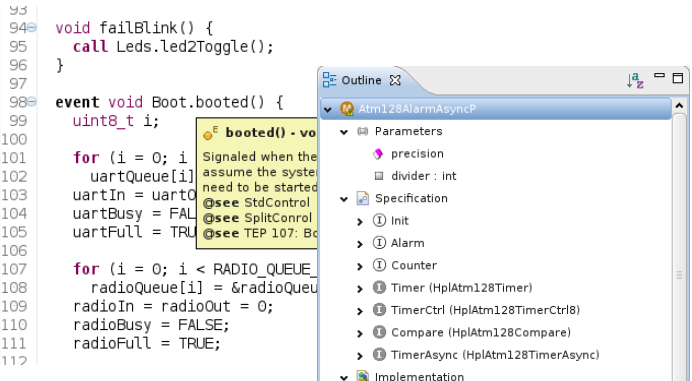 93
94 void failBlink() {
95 call Leds.led2Toggle();
96 }
97
98 event void Boot.booted() {
99 uint8_t i;
100
101 for (i = 0; i
102 uartQueue[i]
103 uartIn = uartO
104 uartBusy = FAL
105 uartFull = TRU
106
107 for (i = 0; i < RADIO_QUEUE_
108 radioQueue[i] = &radioQueu
109 radioIn = radioOut = 0;
110 radioBusy = FALSE;
111 radioFull = TRUE;
112
E booted() - vo
Signaled when the
assume the syste
need to be started
@see StdControl
@see SplitConrol
@see TEP 107: Bo
Outline
az
Atm128AlarmAsyncP
Parameters
precision
divider : int
Specification
I Init
I Alarm
I Counter
I Timer (HplAtm128Timer)
I TimerCtrl (HplAtm128TimerCtrl8)
I Compare (HplAtm128Compare)
I TimerAsync (HplAtm128TimerAsync)
Implementation